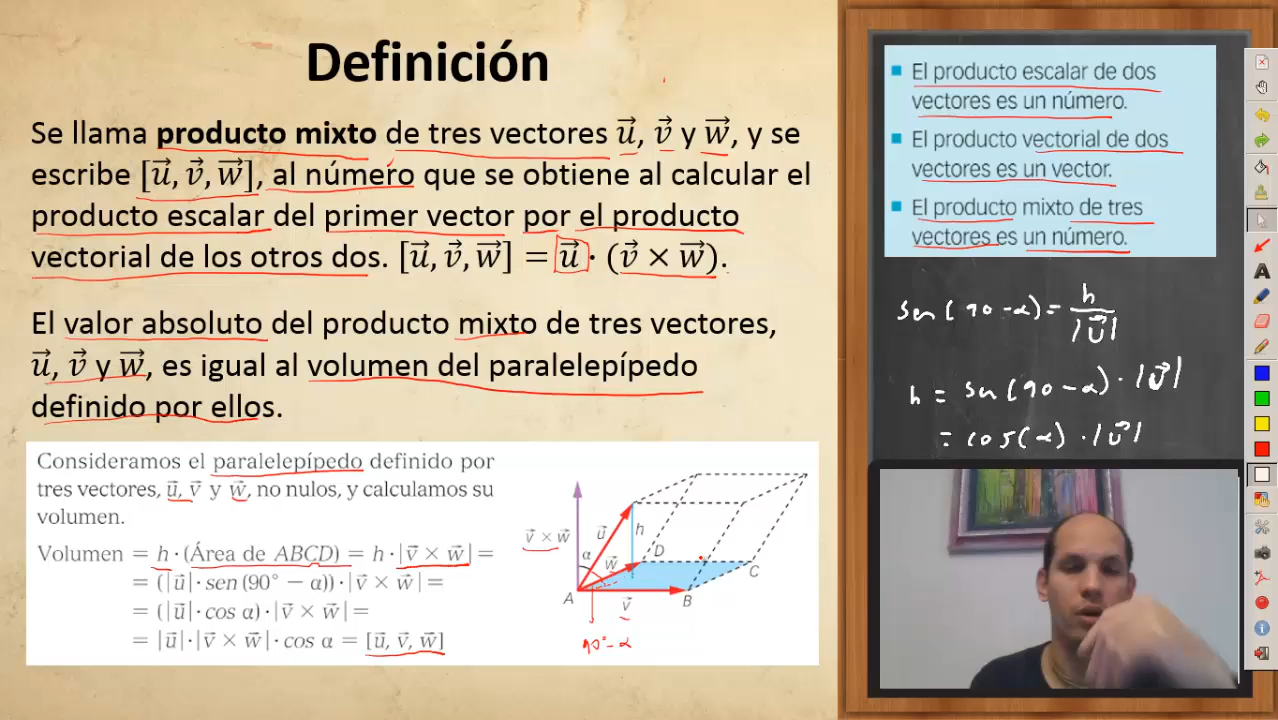 Definición
Se llama producto mixto de tres vectores u⃗, v⃗ y w⃗, y se
escribe [u⃗, v⃗, w⃗], al número que se obtiene al calcular el
producto escalar del primer vector por el producto
vectorial de los otros dos. [u⃗, v⃗, w⃗] = u⃗ · (v⃗ × w⃗).
El valor absoluto del producto mixto de tres vectores,
u⃗, v⃗ y w⃗, es igual al volumen del paralelepípedo
definido por ellos.
Consideramos el paralelepípedo definido por
tres vectores, u⃗, v⃗ y w⃗, no nulos, y calculamos su
volumen.
Volumen = h · (Área de ABCD) = h · |v⃗ × w⃗| =
= (|u⃗| · sen (90° − α)) · |v⃗ × w⃗| =
= (|u⃗| · cos α) · |v⃗ × w⃗| =
= |u⃗| · |v⃗ × w⃗| · cos α = [u⃗, v⃗, w⃗]
v⃗ × w⃗
u⃗
h
α
w⃗
D
C
A
v⃗
B
90° − α
▪ El producto escalar de dos
vectores es un número.
▪ El producto vectorial de dos
vectores es un vector.
▪ El producto mixto de tres
vectores es un número.
sen (90 − α) = h / |u⃗|
h = sen (90 − α) · |u⃗|
= cos (α) · |u⃗|
A